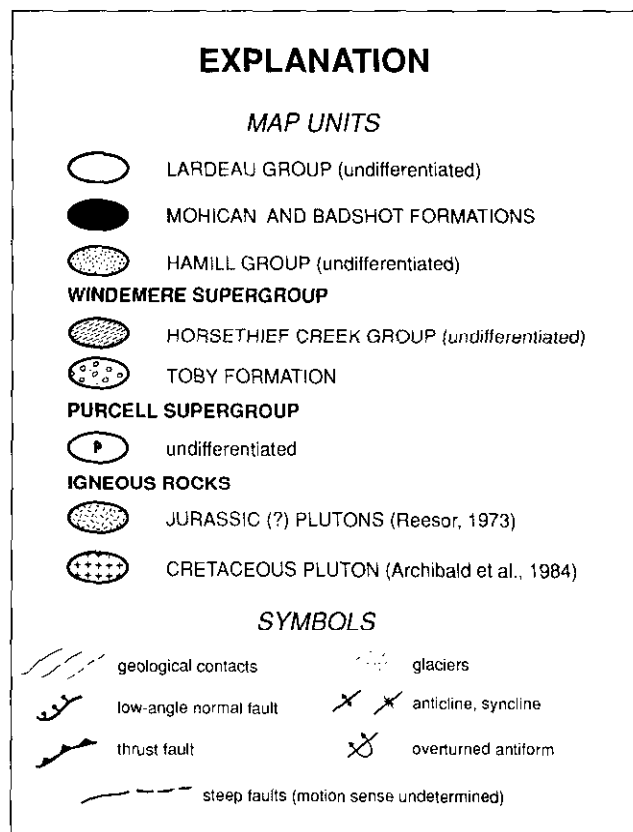 EXPLANATION
MAP UNITS
LARDEAU GROUP (undifferentiated)
MOHICAN AND BADSHOT FORMATIONS
HAMILL GROUP (undifferentiated)
WINDEMERE SUPERGROUP
HORSETHIEF CREEK GROUP (undifferentiated)
TOBY FORMATION
PURCELL SUPERGROUP
P undifferentiated
IGNEOUS ROCKS
JURASSIC (?) PLUTONS (Reesor, 1973)
CRETACEOUS PLUTON (Archibald et al., 1984)
SYMBOLS
geological contacts glaciers
low-angle normal fault anticline, syncline
thrust fault overturned antiform
steep faults (motion sense undetermined)